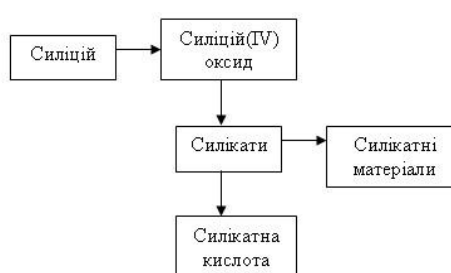 Силіцій
Силіцій(IV)
оксид
Силікати
Силікатні
матеріали
Силікатна
кислота